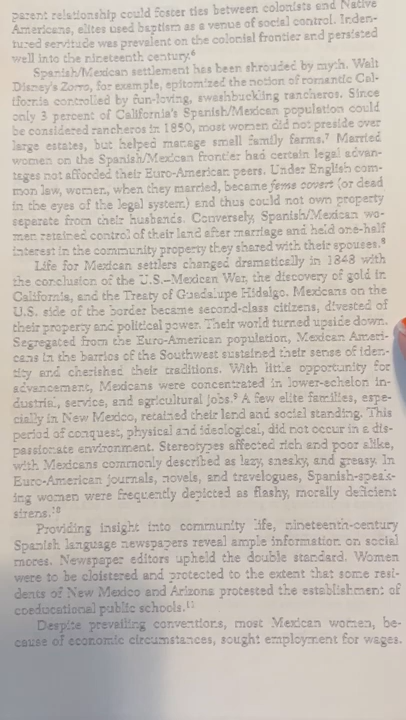 parent relationship could foster ties between colonists and Native
Americans, elites used baptism as a venue of social control. Inden-
tured servitude was prevalent on the colonial frontier and persisted
well into the nineteenth century.⁶
Spanish/Mexican settlement has been shrouded by myth. Walt
Disney's Zorro, for example, epitomized the notion of romantic Cal-
ifornia controlled by fun-loving, swashbuckling rancheros. Since
only 3 percent of California's Spanish/Mexican population could
be considered rancheros in 1850, most women did not preside over
large estates, but helped manage small family farms.⁷ Married
women on the Spanish/Mexican frontier had certain legal advan-
tages not afforded their Euro-American peers. Under English com-
mon law, women, when they married, became feme covert (or dead
in the eyes of the legal system) and thus could not own property
separate from their husbands. Conversely, Spanish/Mexican wo-
men retained control of their land after marriage and held one-half
interest in the community property they shared with their spouses.⁸
Life for Mexican settlers changed dramatically in 1848 with
the conclusion of the U.S.–Mexican War, the discovery of gold in
California, and the Treaty of Guadalupe Hidalgo. Mexicans on the
U.S. side of the border became second-class citizens, divested of
their property and political power. Their world turned upside down.
Segregated from the Euro-American population, Mexican Ameri-
cans in the barrios of the Southwest sustained their sense of iden-
tity and cherished their traditions. With little opportunity for
advancement, Mexicans were concentrated in lower-echelon in-
dustrial, service, and agricultural jobs.⁹ A few elite families, espe-
cially in New Mexico, retained their land and social standing. This
period of conquest, physical and ideological, did not occur in a dis-
passionate environment. Stereotypes affected rich and poor alike,
with Mexicans commonly described as lazy, sneaky, and greasy. In
Euro-American journals, novels, and travelogues, Spanish-speak-
ing women were frequently depicted as flashy, morally deficient
sirens.¹⁰
Providing insight into community life, nineteenth-century
Spanish language newspapers reveal ample information on social
mores. Newspaper editors upheld the double standard. Women
were to be cloistered and protected to the extent that some resi-
dents of New Mexico and Arizona protested the establishment of
coeducational public schools.¹¹
Despite prevailing conventions, most Mexican women, be-
cause of economic circumstances, sought employment for wages.